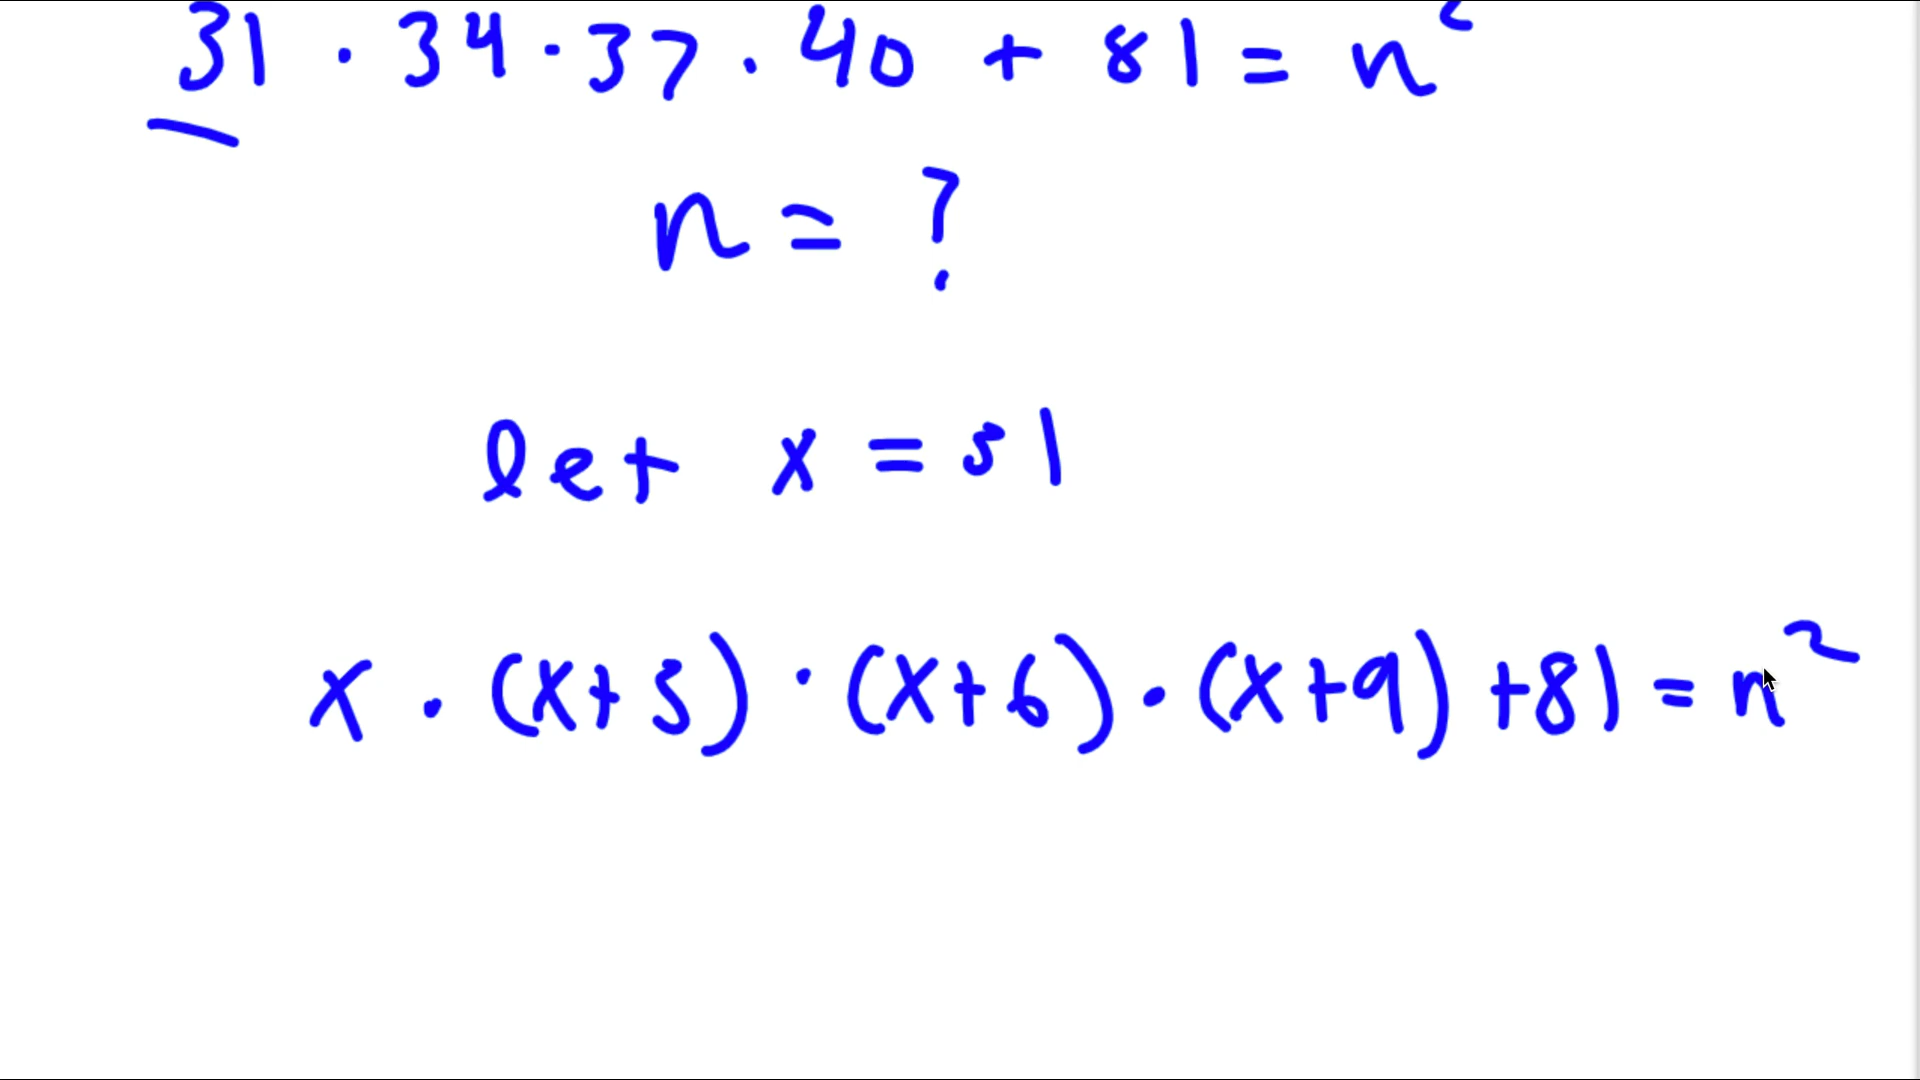 31 · 34 · 37 · 40 + 81 = n²
n = ?
let x = 31
x · (x+3) · (x+6) · (x+9) + 81 = n²